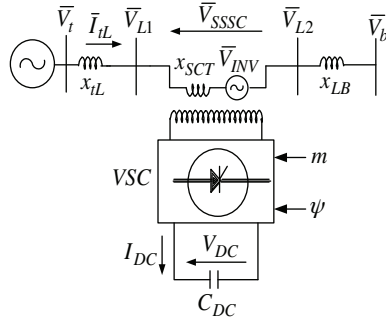 V̅t
I̅tL
V̅L1
V̅SSSC
V̅L2
V̅b
xtL
xSCT
V̅INV
xLB
VSC
m
ψ
IDC
VDC
CDC